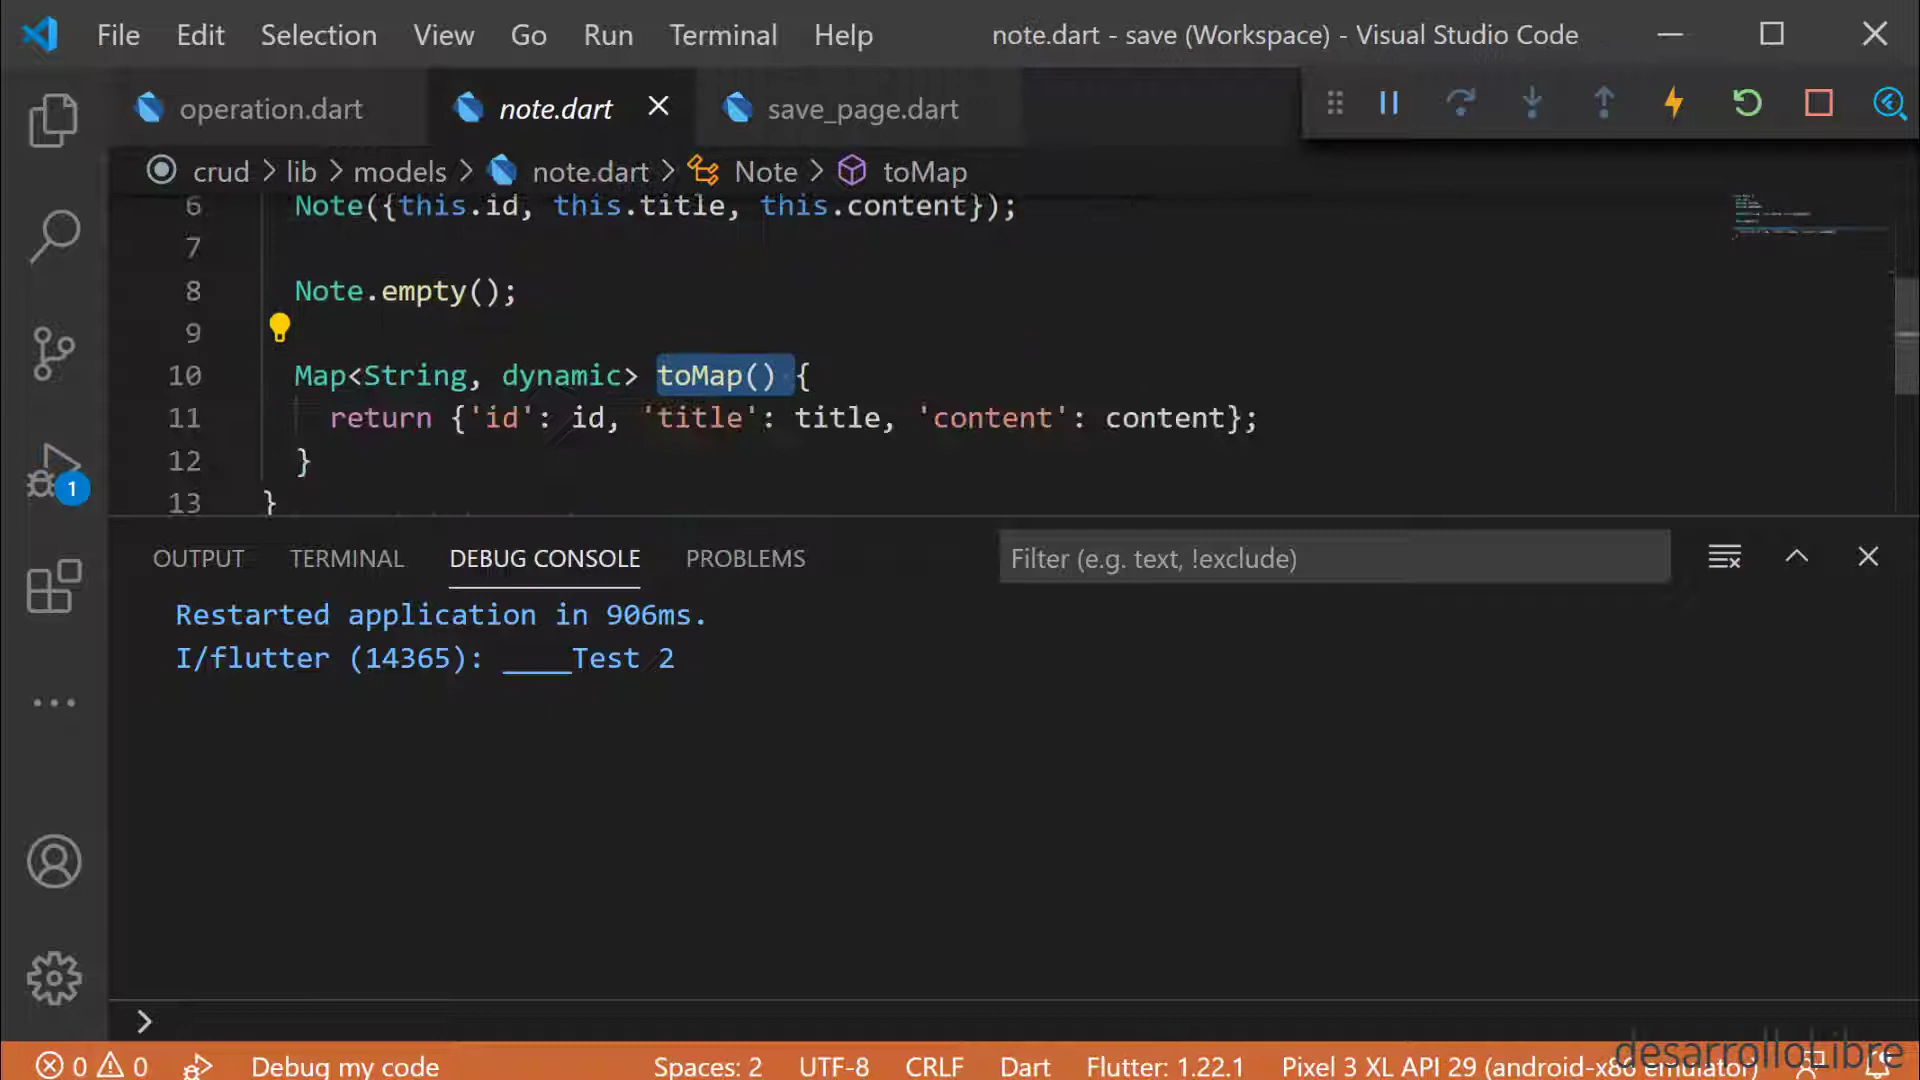 File Edit Selection View Go Run Terminal Help note.dart - save (Workspace) - Visual Studio Code
operation.dart note.dart save_page.dart
crud > lib > models > note.dart > Note > toMap
6 Note({this.id, this.title, this.content});
7
8 Note.empty();
9
10 Map<String, dynamic> toMap() {
11 return {'id': id, 'title': title, 'content': content};
12 }
13 }
1
OUTPUT TERMINAL DEBUG CONSOLE PROBLEMS Filter (e.g. text, !exclude)
Restarted application in 906ms.
I/flutter (14365): ____Test 2
0 0 Debug my code Spaces: 2 UTF-8 CRLF Dart Flutter: 1.22.1 Pixel 3 XL API 29 (android-x86 emulator)
desarrolloLibre